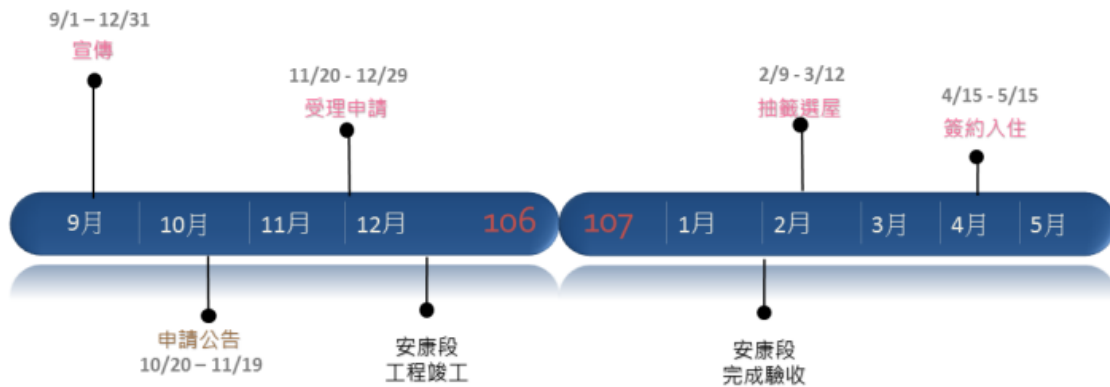 9/1 – 12/31
宣傳
11/20 - 12/29
受理申請
2/9 - 3/12
抽籤選屋
4/15 - 5/15
簽約入住
9月 10月 11月 12月 106 107 1月 2月 3月 4月 5月
申請公告
10/20 – 11/19
安康段
工程竣工
安康段
完成驗收